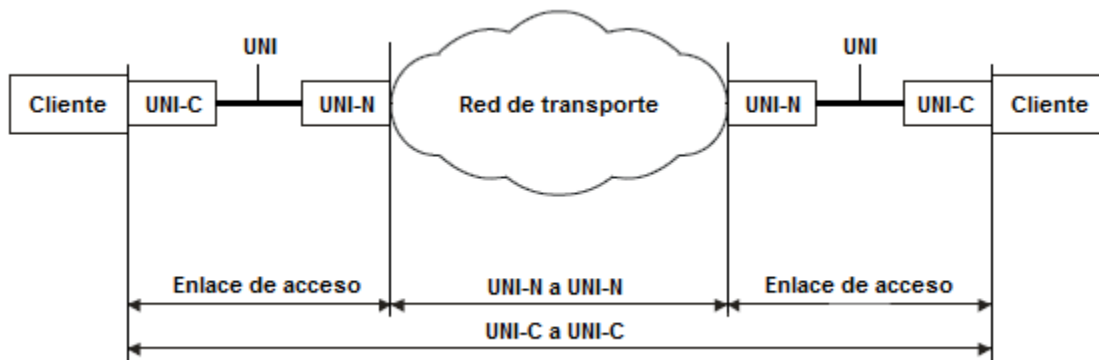 UNI
UNI
Cliente
UNI-C
UNI-N
Red de transporte
UNI-N
UNI-C
Cliente
Enlace de acceso
UNI-N a UNI-N
Enlace de acceso
UNI-C a UNI-C